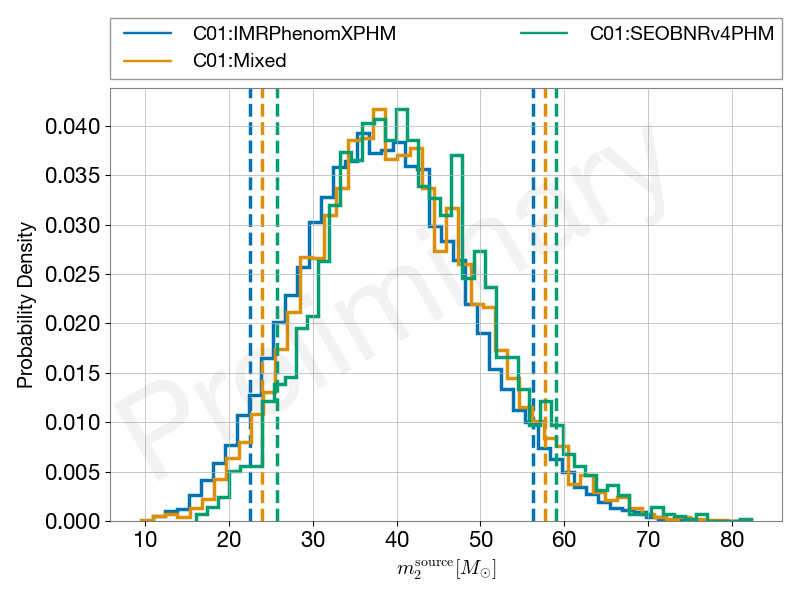 C01:IMRPhenomXPHM
C01:Mixed
C01:SEOBNRv4PHM
0.040
0.035
0.030
0.025
0.020
0.015
0.010
0.005
0.000
Probability Density
Preliminary
10 20 30 40 50 60 70 80
m₂^source [M⊙]